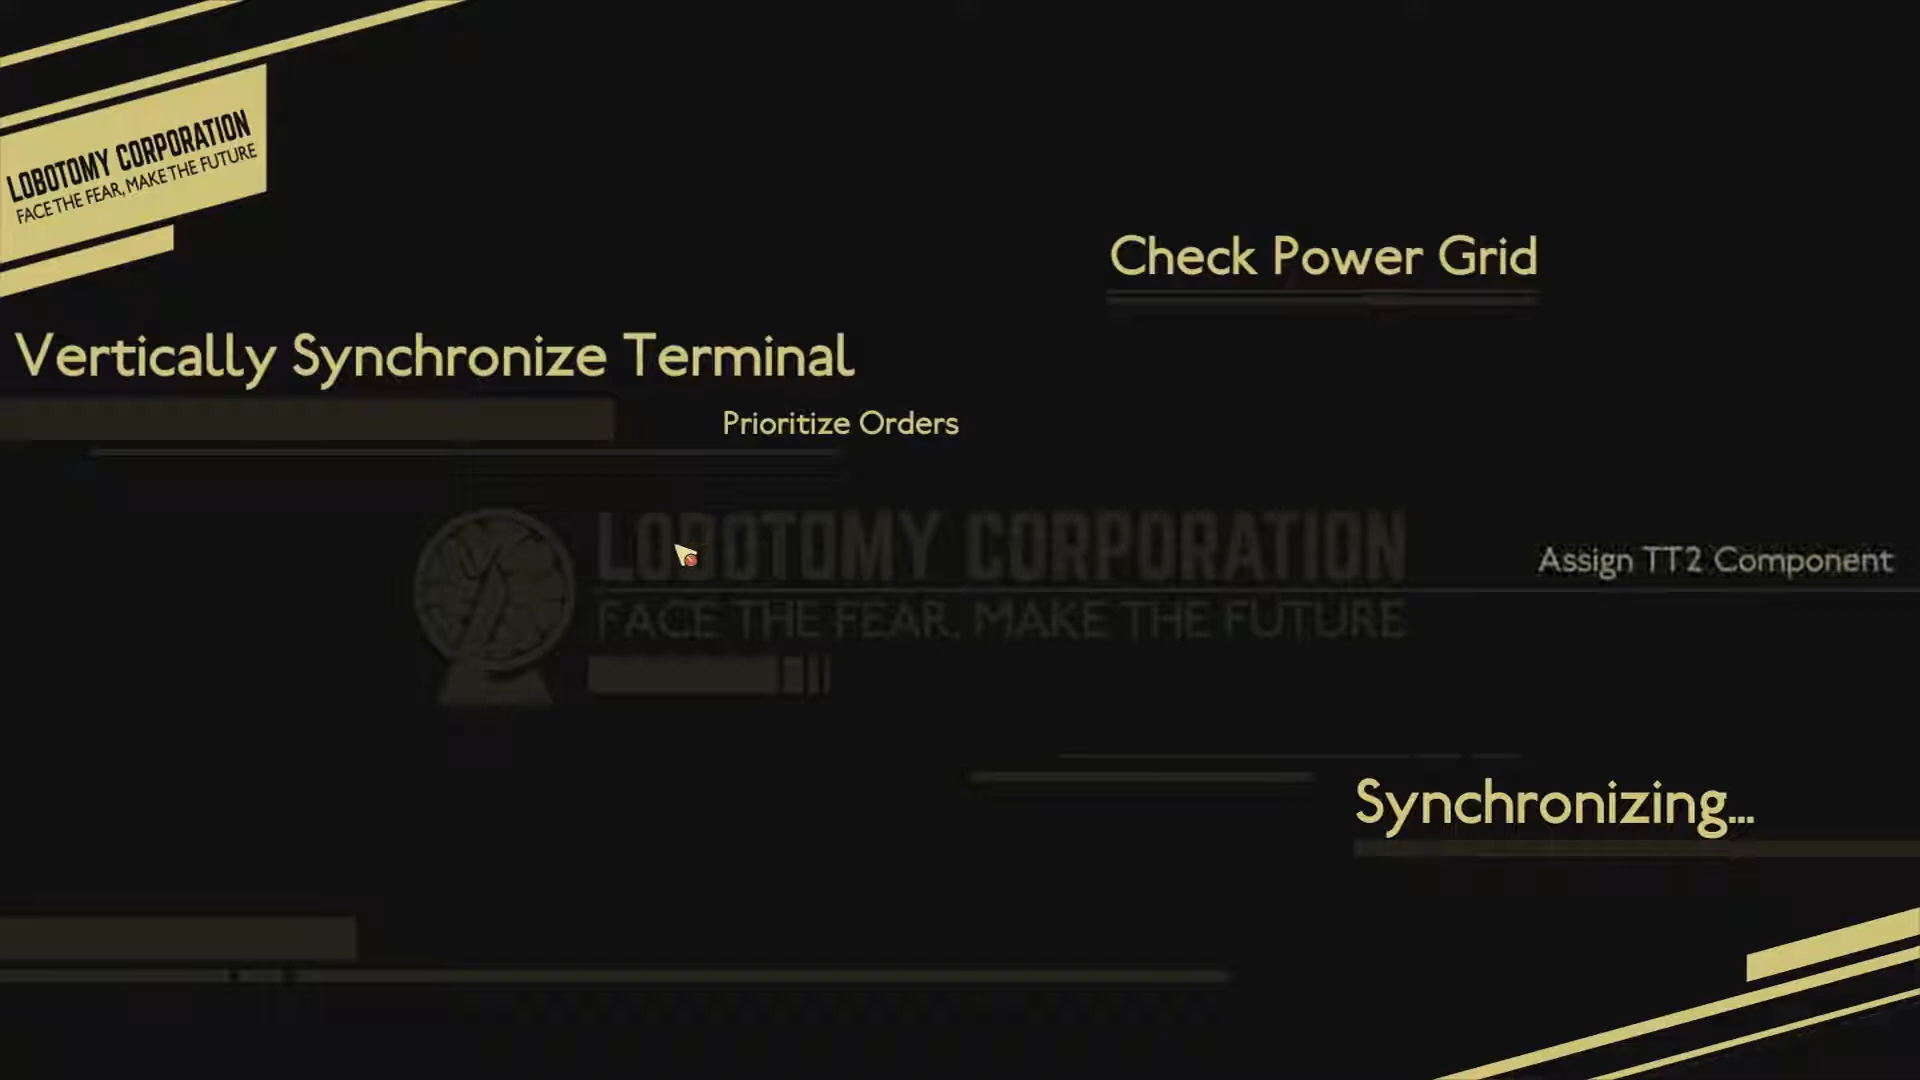 LOBOTOMY CORPORATION
FACE THE FEAR, MAKE THE FUTURE
Check Power Grid
Vertically Synchronize Terminal
Prioritize Orders
LOBOTOMY CORPORATION
Assign TT2 Component
FACE THE FEAR, MAKE THE FUTURE
Synchronizing...